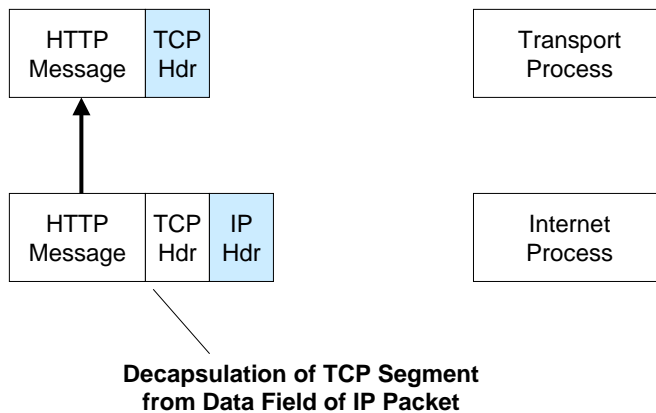 HTTP
Message
TCP
Hdr
Transport
Process
HTTP
Message
TCP
Hdr
IP
Hdr
Internet
Process
Decapsulation of TCP Segment
from Data Field of IP Packet